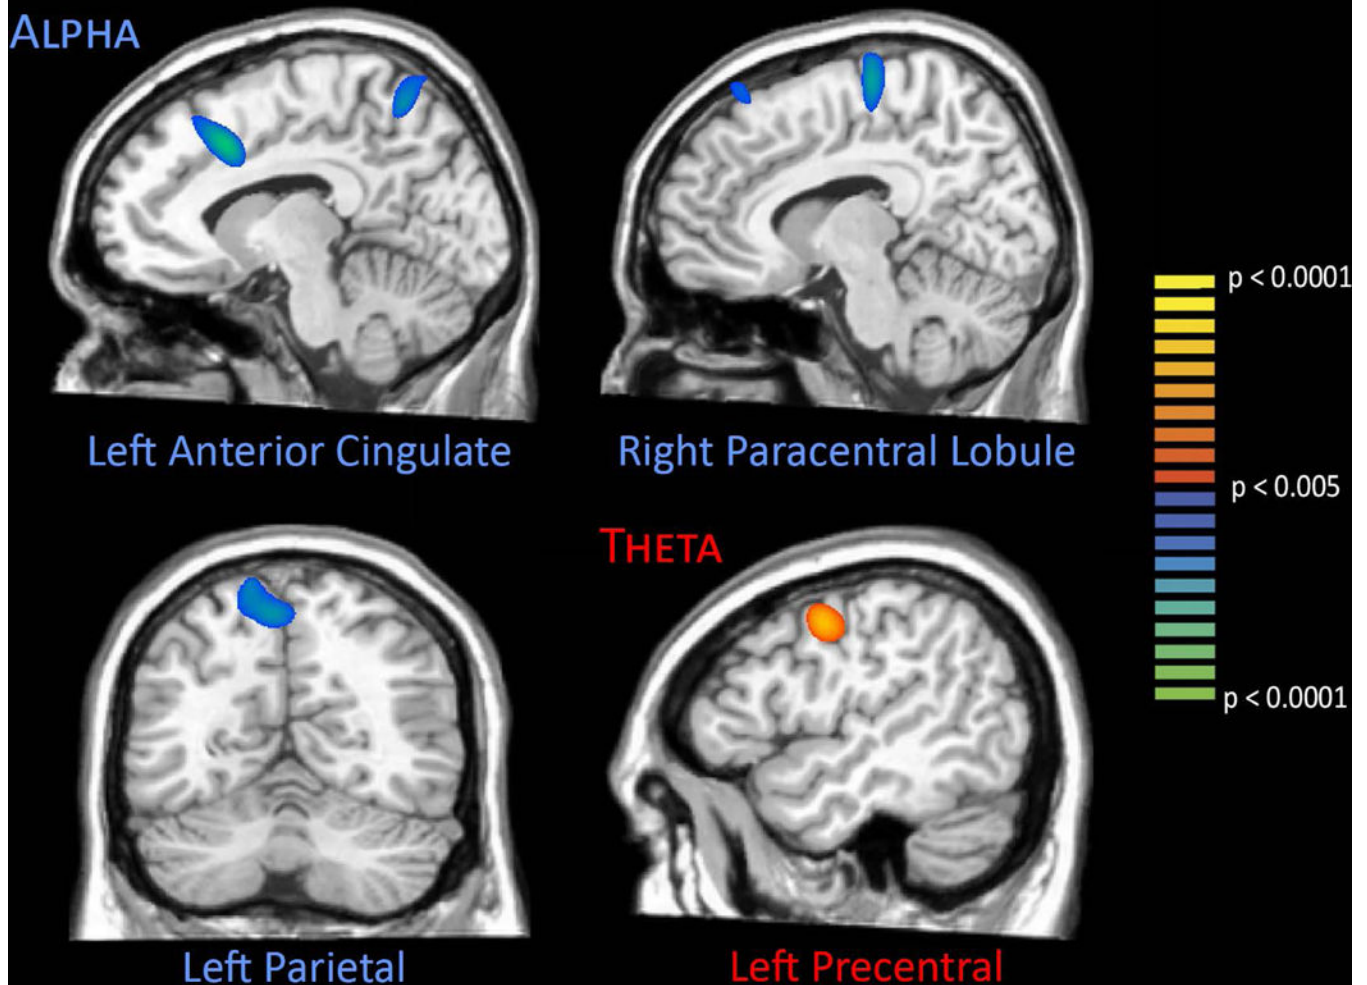 ALPHA
Left Anterior Cingulate
Right Paracentral Lobule
p < 0.0001
p < 0.005
p < 0.0001
THETA
Left Parietal
Left Precentral